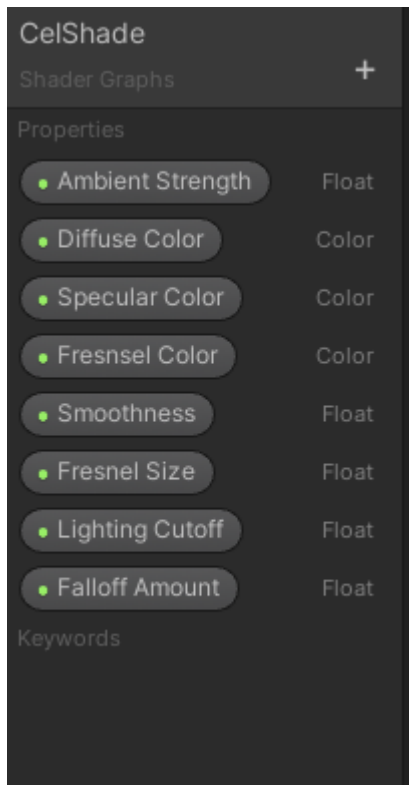 CelShade
Shader Graphs
+
Properties
Ambient Strength Float
Diffuse Color Color
Specular Color Color
Fresnsel Color Color
Smoothness Float
Fresnel Size Float
Lighting Cutoff Float
Falloff Amount Float
Keywords